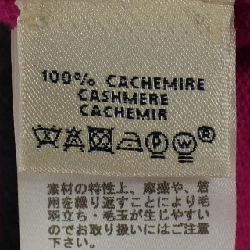 100% CACHEMIRE
CASHMERE
CACHEMIR
P W ®
素材の特性上、摩擦や、着
用を繰り返すことにより毛
羽立ち・毛玉が生じやすい
のでお取り扱いにはご注意
下さい。